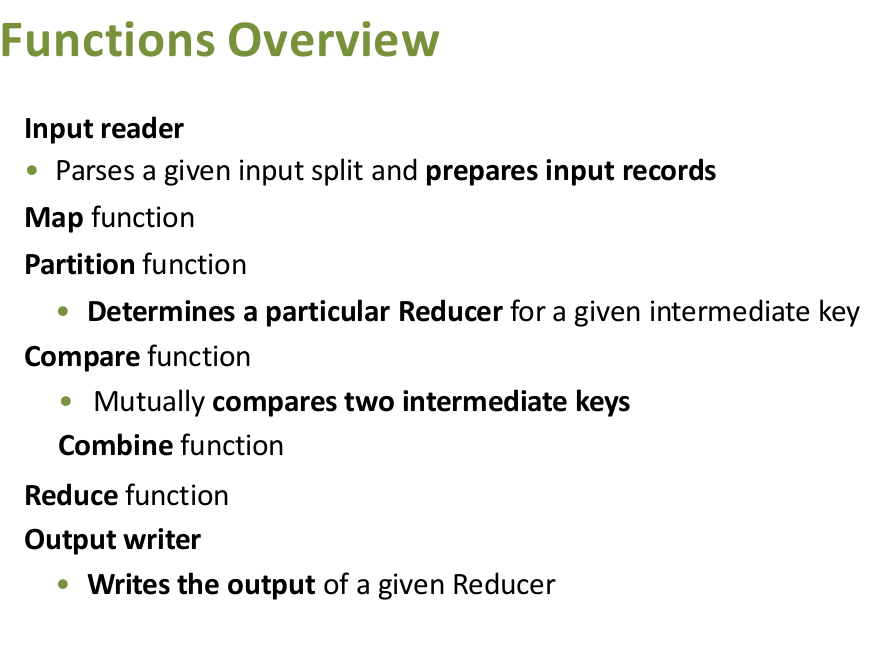 Functions Overview
Input reader
• Parses a given input split and prepares input records
Map function
Partition function
• Determines a particular Reducer for a given intermediate key
Compare function
• Mutually compares two intermediate keys
Combine function
Reduce function
Output writer
• Writes the output of a given Reducer